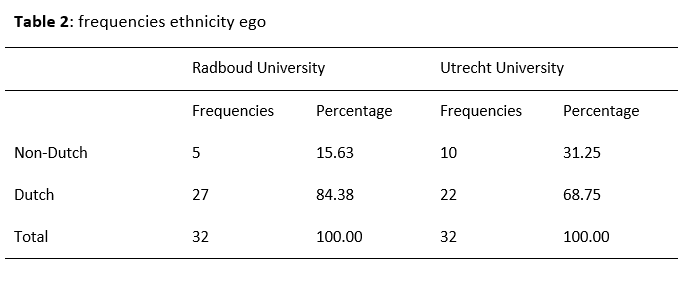 Table 2: frequencies ethnicity ego
Radboud University Utrecht University
Frequencies Percentage Frequencies Percentage
Non-Dutch 5 15.63 10 31.25
Dutch 27 84.38 22 68.75
Total 32 100.00 32 100.00